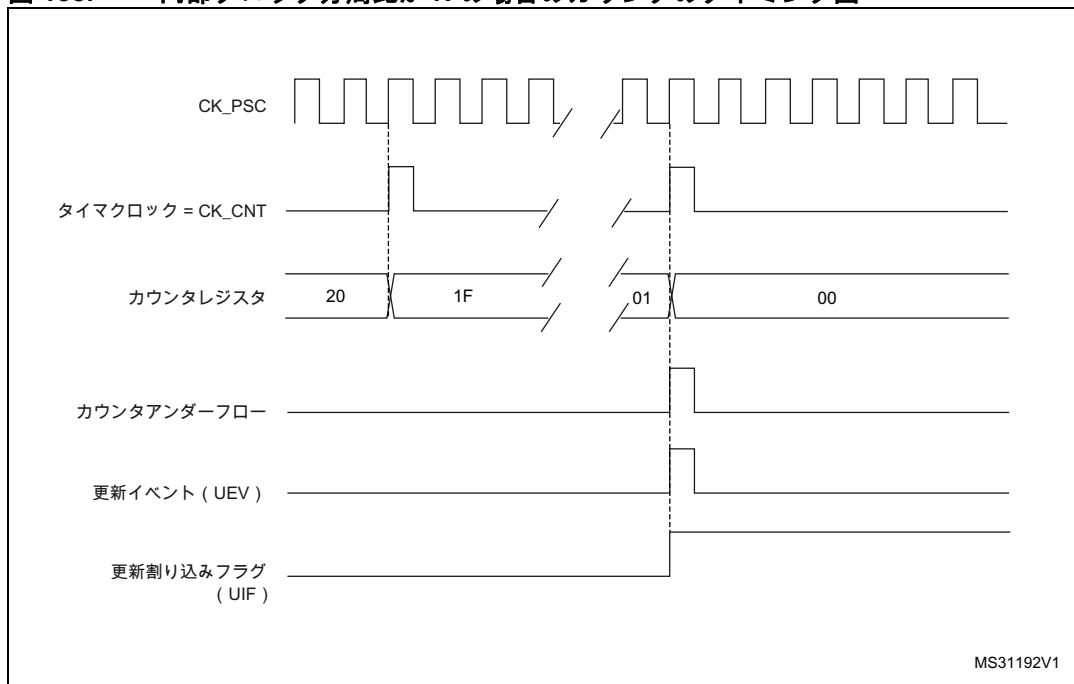 CK_PSC
タイマクロック = CK_CNT
カウンタレジスタ
20
1F
01
00
カウンタアンダーフロー
更新イベント ( UEV )
更新割り込みフラグ
( UIF )
MS31192V1